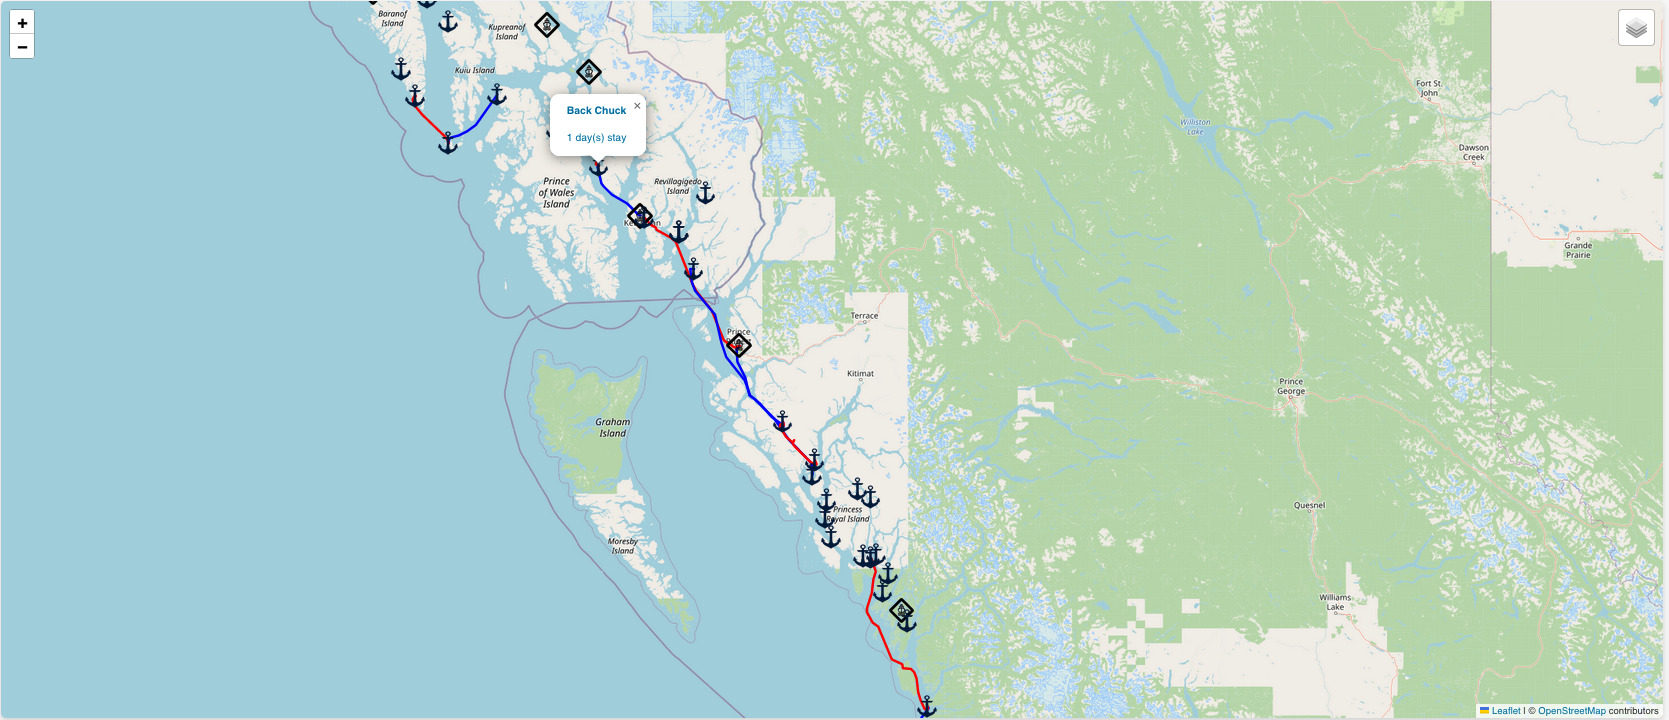 +
−
Baranof
Island
Kupreanof
Island
Kuiu Island
Back Chuck
×
1 day(s) stay
Prince
of Wales
Island
Revillagigedo
Island
Fort St.
John
Williston
Lake
Dawson
Creek
Grande
Prairie
Prince
Terrace
Kitimat
Prince
George
Graham
Island
Princess
Royal Island
Quesnel
Moresby
Island
Williams
Lake
Leaflet | © OpenStreetMap contributors